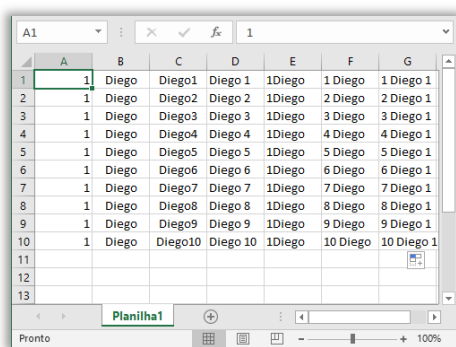 A1 fx 1
A B C D E F G
1 1 Diego Diego1 Diego 1 1Diego 1 Diego 1 Diego 1
2 1 Diego Diego2 Diego 2 1Diego 2 Diego 2 Diego 1
3 1 Diego Diego3 Diego 3 1Diego 3 Diego 3 Diego 1
4 1 Diego Diego4 Diego 4 1Diego 4 Diego 4 Diego 1
5 1 Diego Diego5 Diego 5 1Diego 5 Diego 5 Diego 1
6 1 Diego Diego6 Diego 6 1Diego 6 Diego 6 Diego 1
7 1 Diego Diego7 Diego 7 1Diego 7 Diego 7 Diego 1
8 1 Diego Diego8 Diego 8 1Diego 8 Diego 8 Diego 1
9 1 Diego Diego9 Diego 9 1Diego 9 Diego 9 Diego 1
10 1 Diego Diego10 Diego 10 1Diego 10 Diego 10 Diego 1
11
12
13
Planilha1
Pronto 100%